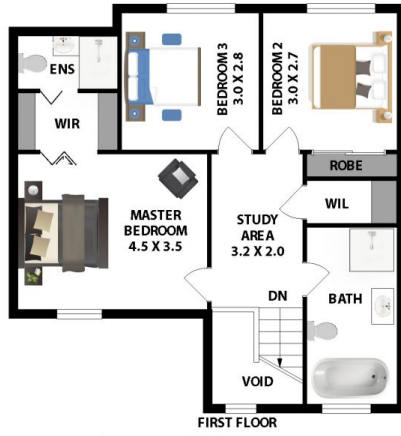 ENS
WIR
BEDROOM 3
3.0 X 2.8
BEDROOM 2
3.0 X 2.7
ROBE
WIL
MASTER
BEDROOM
4.5 X 3.5
STUDY
AREA
3.2 X 2.0
DN
BATH
VOID
FIRST FLOOR